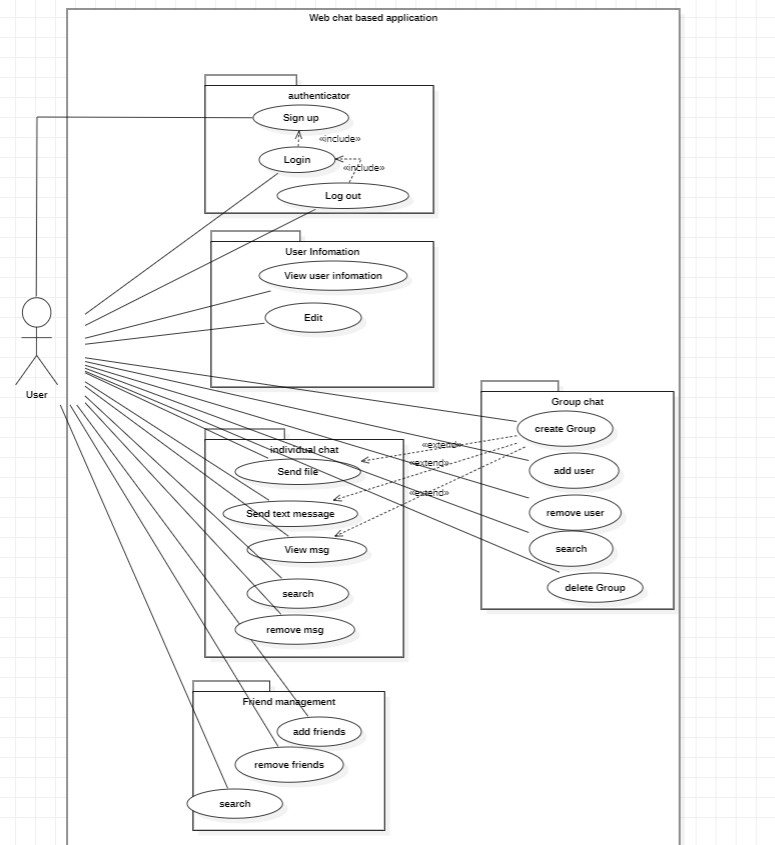 Web chat based application
authenticator
Sign up
«include»
Login
«include»
Log out
User Infomation
View user infomation
Edit
User
Group chat
create Group
«extend»
individual chat
«extend»
Send file
add user
«extend»
Send text message
remove user
View msg
search
search
delete Group
remove msg
Friend management
add friends
remove friends
search